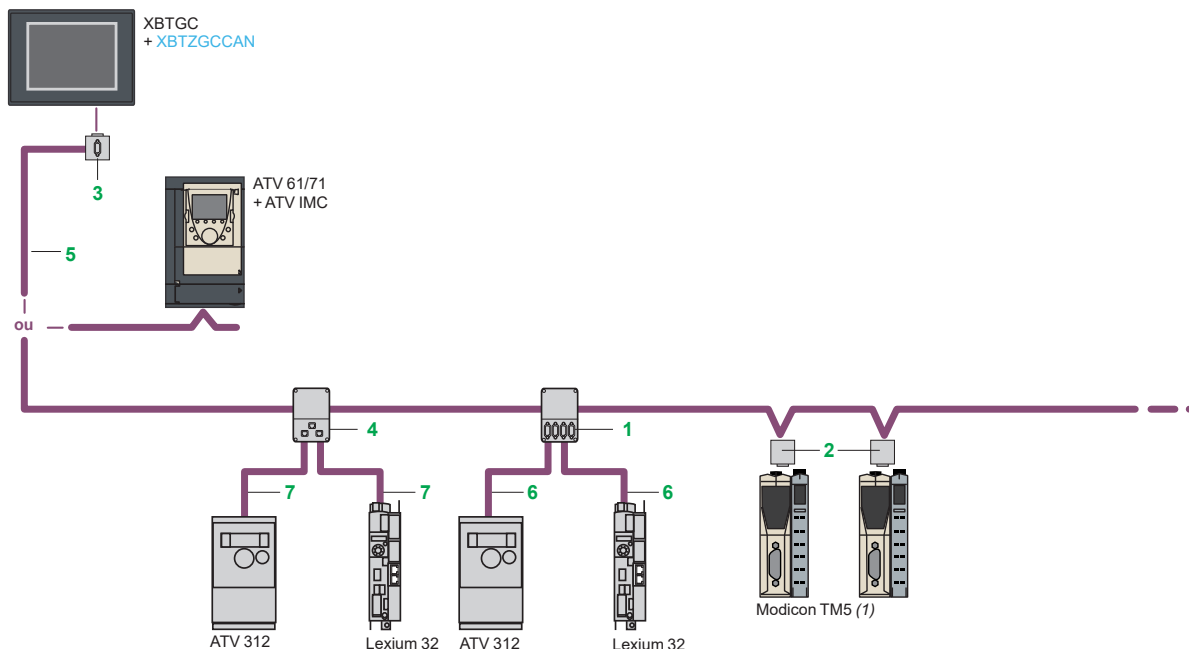 XBTGC
+ XBTZGCCAN
3
ATV 61/71
+ ATV IMC
5
ou
4
1
2
7
7
6
6
Modicon TM5 (1)
ATV 312
Lexium 32
ATV 312
Lexium 32